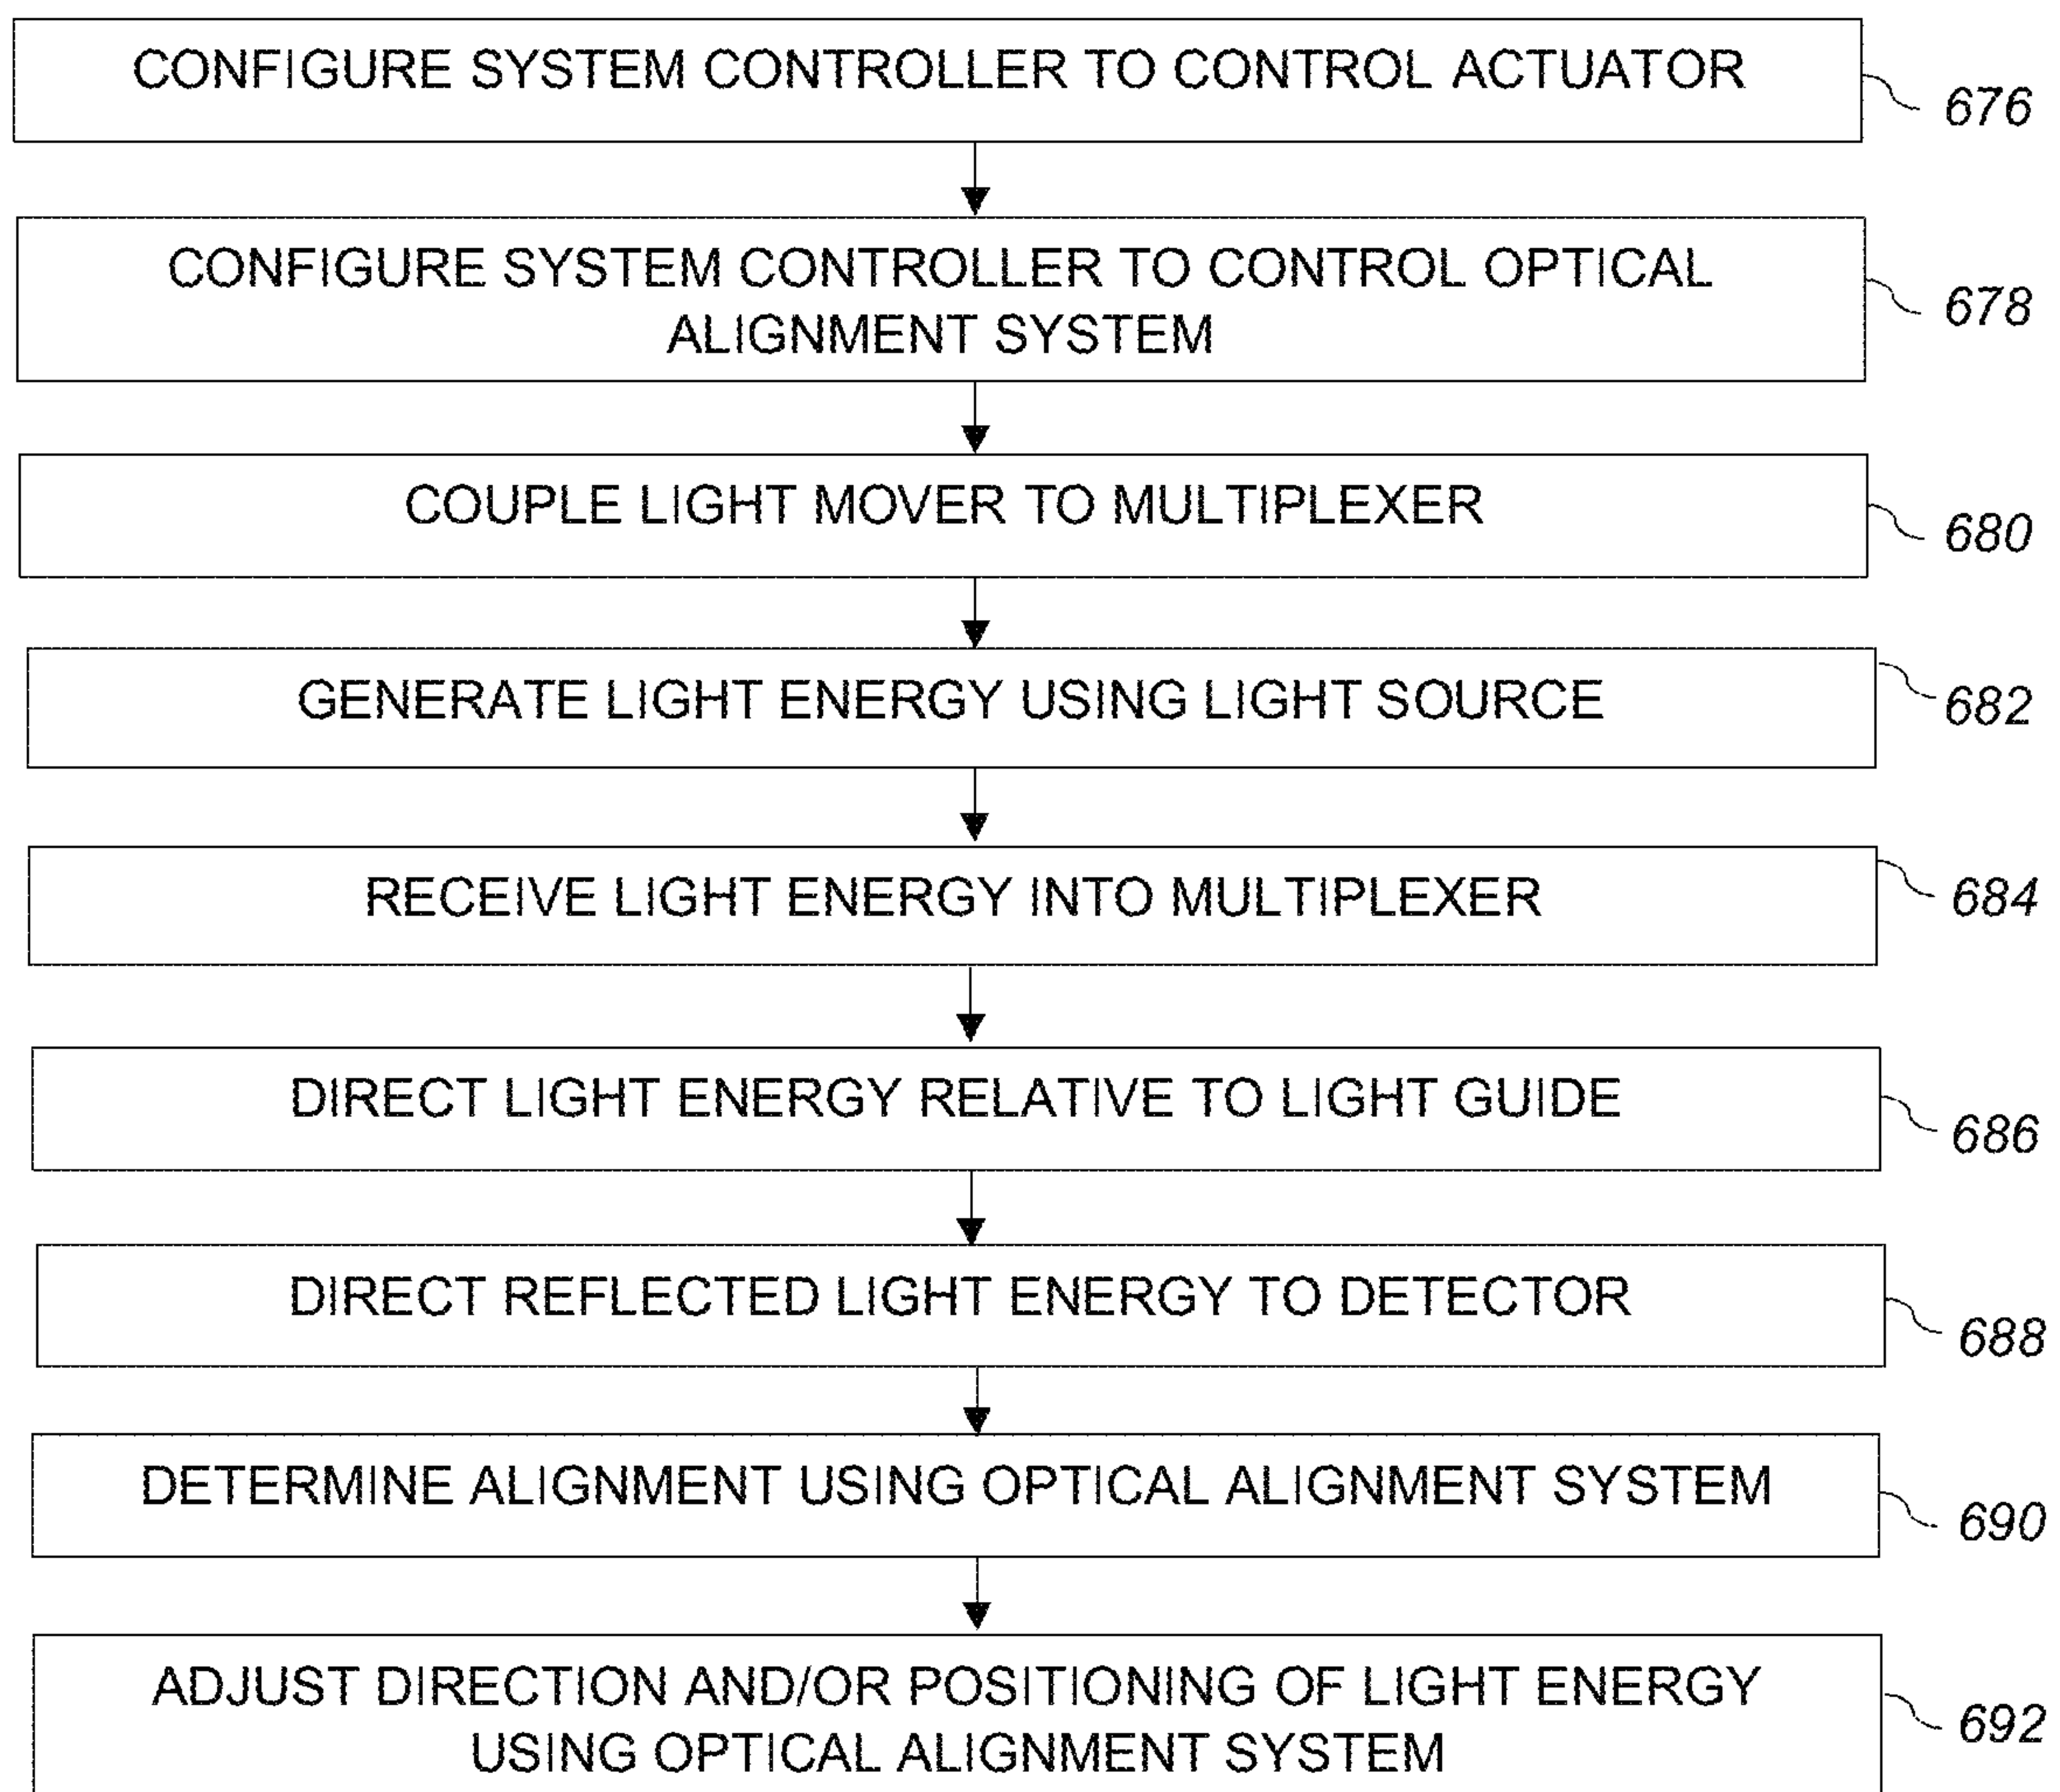 CONFIGURE SYSTEM CONTROLLER TO CONTROL ACTUATOR
676
CONFIGURE SYSTEM CONTROLLER TO CONTROL OPTICAL
ALIGNMENT SYSTEM
678
COUPLE LIGHT MOVER TO MULTIPLEXER
680
GENERATE LIGHT ENERGY USING LIGHT SOURCE
682
RECEIVE LIGHT ENERGY INTO MULTIPLEXER
684
DIRECT LIGHT ENERGY RELATIVE TO LIGHT GUIDE
686
DIRECT REFLECTED LIGHT ENERGY TO DETECTOR
688
DETERMINE ALIGNMENT USING OPTICAL ALIGNMENT SYSTEM
690
ADJUST DIRECTION AND/OR POSITIONING OF LIGHT ENERGY
USING OPTICAL ALIGNMENT SYSTEM
692